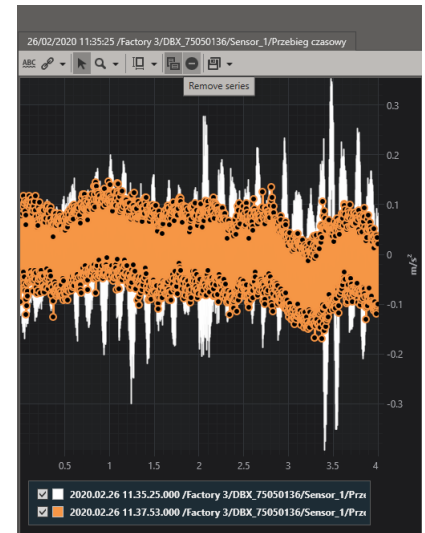 26/02/2020 11:35:25 /Factory 3/DBX_75050136/Sensor_1/Przebieg czasowy
ABC
Remove series
0.3
0.2
0.1
0
m/s²
-0.1
-0.2
-0.3
0.5 1 1.5 2 2.5 3 3.5 4
2020.02.26 11.35.25.000 /Factory 3/DBX_75050136/Sensor_1/Prze
2020.02.26 11.37.53.000 /Factory 3/DBX_75050136/Sensor_1/Prze